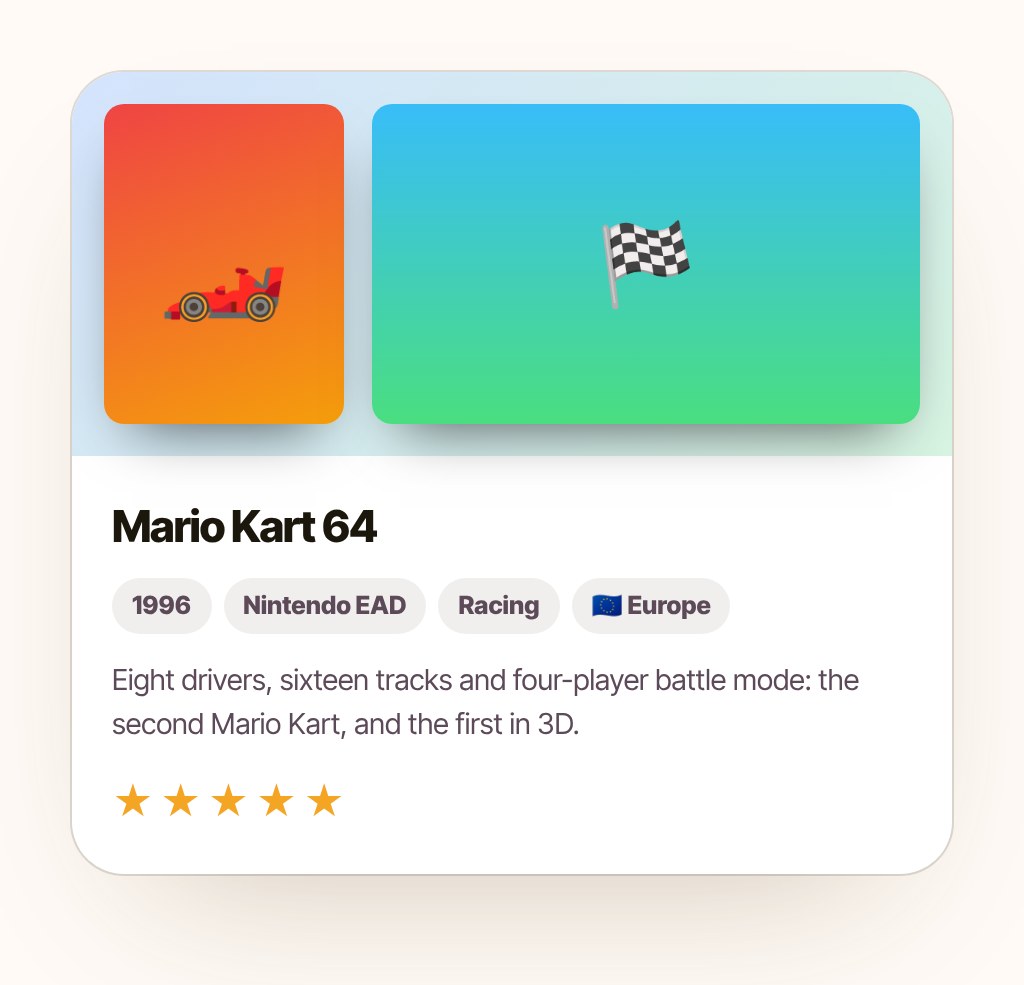 Mario Kart 64
1996 Nintendo EAD Racing 🇪🇺 Europe
Eight drivers, sixteen tracks and four-player battle mode: the
second Mario Kart, and the first in 3D.
★★★★★